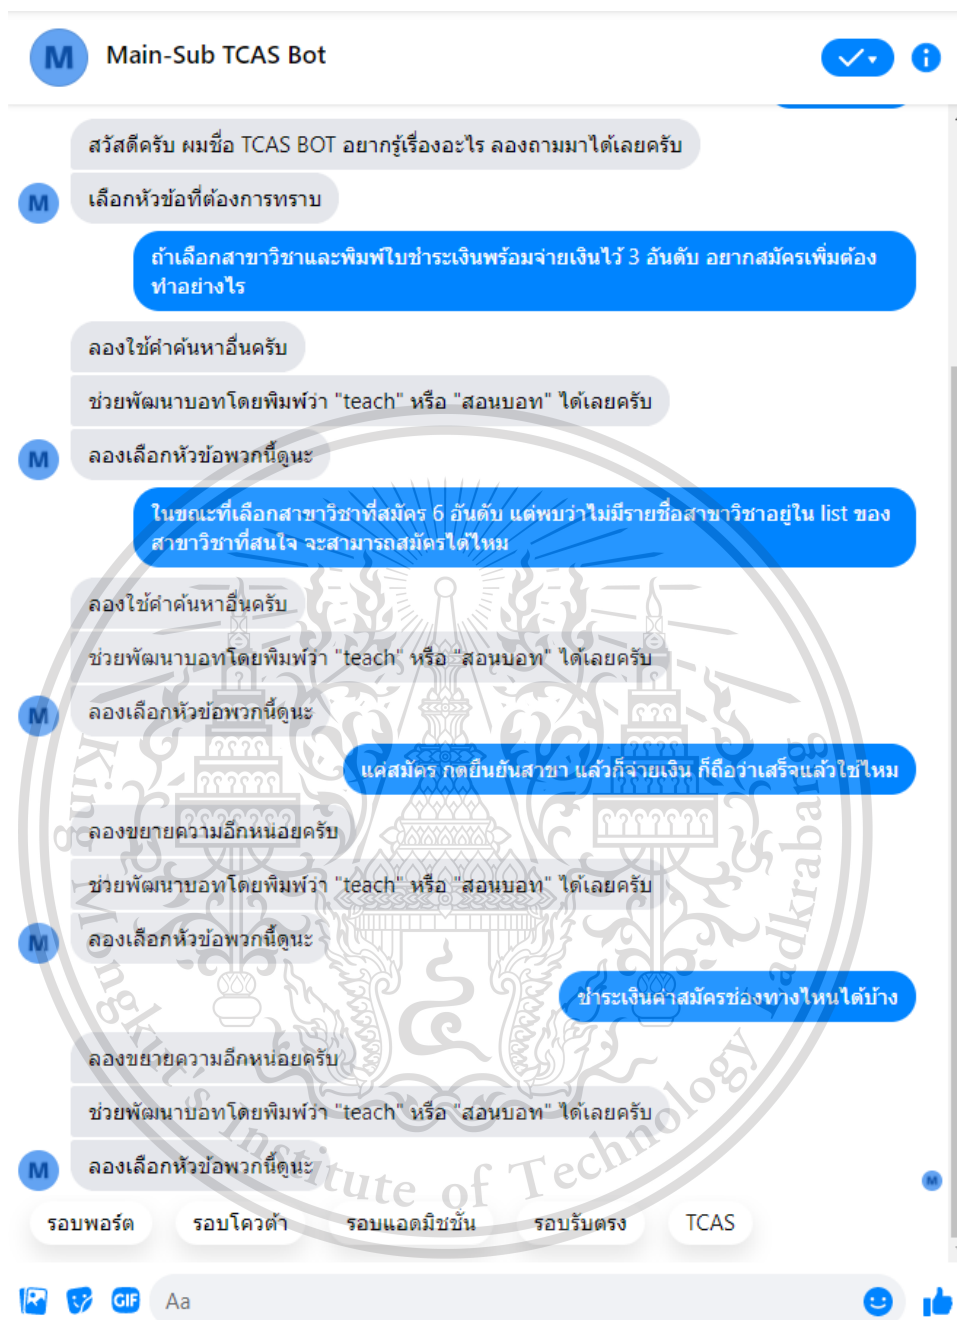 M Main-Sub TCAS Bot
สวัสดีครับ ผมชื่อ TCAS BOT อยากรู้เรื่องอะไร ลองถามมาได้เลยครับ
M เลือกหัวข้อที่ต้องการทราบ
ถ้าเลือกสาขาวิชาและพิมพ์ใบชำระเงินพร้อมจ่ายเงินไว้ 3 อันดับ อยากสมัครเพิ่มต้อง
ทำอย่างไร
ลองใช้คำค้นหาอื่นครับ
ช่วยพัฒนาบอทโดยพิมพ์ว่า "teach" หรือ "สอนบอท" ได้เลยครับ
M ลองเลือกหัวข้อพวกนี้ดูนะ
ในขณะที่เลือกสาขาวิชาที่สมัคร 6 อันดับ แต่พบว่าไม่มีรายชื่อสาขาวิชาอยู่ใน list ของ
สาขาวิชาที่สนใจ จะสามารถสมัครได้ไหม
ลองใช้คำค้นหาอื่นครับ
ช่วยพัฒนาบอทโดยพิมพ์ว่า "teach" หรือ "สอนบอท" ได้เลยครับ
M ลองเลือกหัวข้อพวกนี้ดูนะ
แค่สมัคร กดยืนยันสาขา แล้วก็จ่ายเงิน ก็ถือว่าเสร็จแล้วใช่ไหม
ลองขยายความอีกหน่อยครับ
ช่วยพัฒนาบอทโดยพิมพ์ว่า "teach" หรือ "สอนบอท" ได้เลยครับ
M ลองเลือกหัวข้อพวกนี้ดูนะ
ชำระเงินค่าสมัครช่องทางไหนได้บ้าง
ลองขยายความอีกหน่อยครับ
ช่วยพัฒนาบอทโดยพิมพ์ว่า "teach" หรือ "สอนบอท" ได้เลยครับ
M ลองเลือกหัวข้อพวกนี้ดูนะ
M
รอบพอร์ต รอบโควต้า รอบแอดมิชชั่น รอบรับตรง TCAS
GIF Aa
King Mongkut's Institute of Technology Ladkrabang